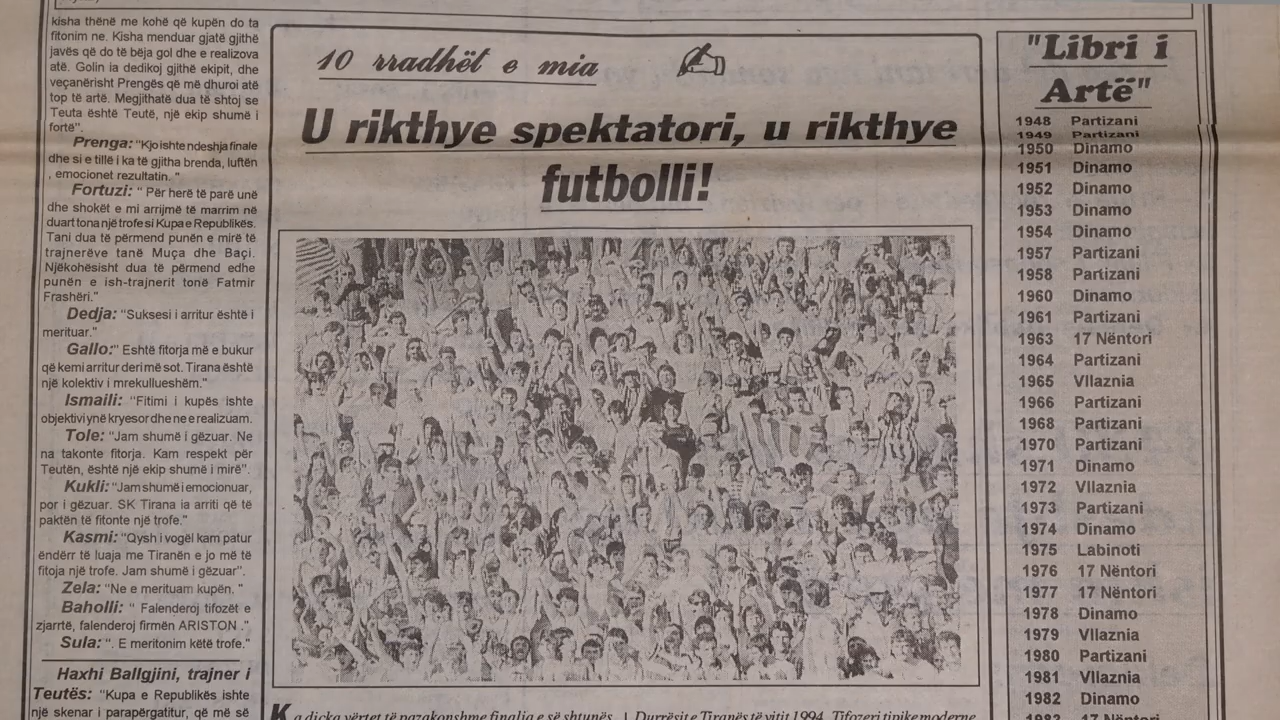 kisha thënë me kohë që kupën do ta
fitonim ne. Kisha menduar gjatë gjithë
javës që do të bëja gol dhe e realizova
atë. Golin ia dedikoj gjithë ekipit, dhe
veçanërisht Prengës që më dhuroi atë
top të artë. Megjithatë dua të shtoj se
Teuta është Teutë, një ekip shumë i
fortë".
Prenga: "Kjo ishte ndeshja finale
dhe si e tillë i ka të gjitha brenda, luftën
, emocionet rezultatin. "
Fortuzi: " Për herë të parë unë
dhe shokët e mi arrijmë të marrim në
duart tona një trofe si Kupa e Republikës.
Tani dua të përmend punën e mirë të
trajnerëve tanë Muça dhe Baçi.
Njëkohësisht dua të përmend edhe
punën e ish-trajnerit tonë Fatmir
Frashëri."
Dedja: "Suksesi i arritur është i
merituar."
Gallo:" Eshtë fitorja më e bukur
që kemi arritur deri më sot. Tirana është
një kolektiv i mrekullueshëm."
Ismaili: "Fitimi i kupës ishte
objektivi ynë kryesor dhe ne e realizuam.
Tole: "Jam shumë i gëzuar. Ne
na takonte fitorja. Kam respekt për
Teutën, është një ekip shumë i mirë".
Kukli: "Jam shumë i emocionuar,
por i gëzuar. SK Tirana ia arriti që të
paktën të fitonte një trofe."
Kasmi: "Qysh i vogël kam patur
ëndërr të luaja me Tiranën e jo më të
fitoja një trofe. Jam shumë i gëzuar".
Zela: "Ne e merituam kupën. "
Baholli: " Falenderoj tifozët e
zjarrtë, falenderoj firmën ARISTON ."
Sula: “. E meritonim këtë trofe."
Haxhi Ballgjini, trajner i
Teutës: "Kupa e Republikës ishte
një skenar i parapërgatitur, që më së
10 rradhët e mia
U rikthye spektatori, u rikthye
futbolli!
Ka diçka vërtet të pazakonshme finalja e së shtunës.
Durrësit e Tiranës të vitit 1994. Tifozeri tipike moderne
"Libri i
Artë"
1948 Partizani
1949 Partizani
1950 Dinamo
1951 Dinamo
1952 Dinamo
1953 Dinamo
1954 Dinamo
1957 Partizani
1958 Partizani
1960 Dinamo
1961 Partizani
1963 17 Nëntori
1964 Partizani
1965 Vllaznia
1966 Partizani
1968 Partizani
1970 Partizani
1971 Dinamo
1972 Vllaznia
1973 Partizani
1974 Dinamo
1975 Labinoti
1976 17 Nëntori
1977 17 Nëntori
1978 Dinamo
1979 Vllaznia
1980 Partizani
1981 Vllaznia
1982 Dinamo
1983 17 Nëntori